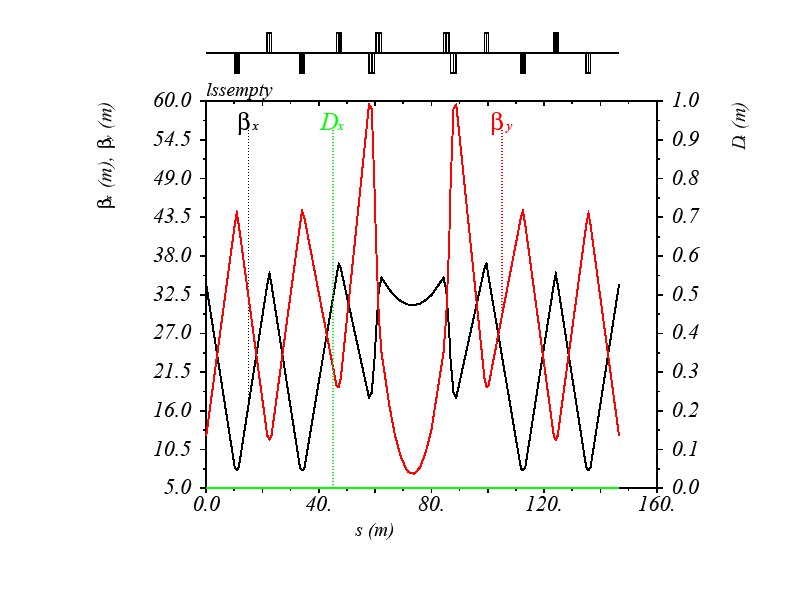 lssempty
βx
Dx
βy
βx (m), βy (m)
60.0
54.5
49.0
43.5
38.0
32.5
27.0
21.5
16.0
10.5
5.0
1.0
0.9
0.8
0.7
0.6
0.5
0.4
0.3
0.2
0.1
0.0
Dx (m)
0.0 40. 80. 120. 160.
s (m)